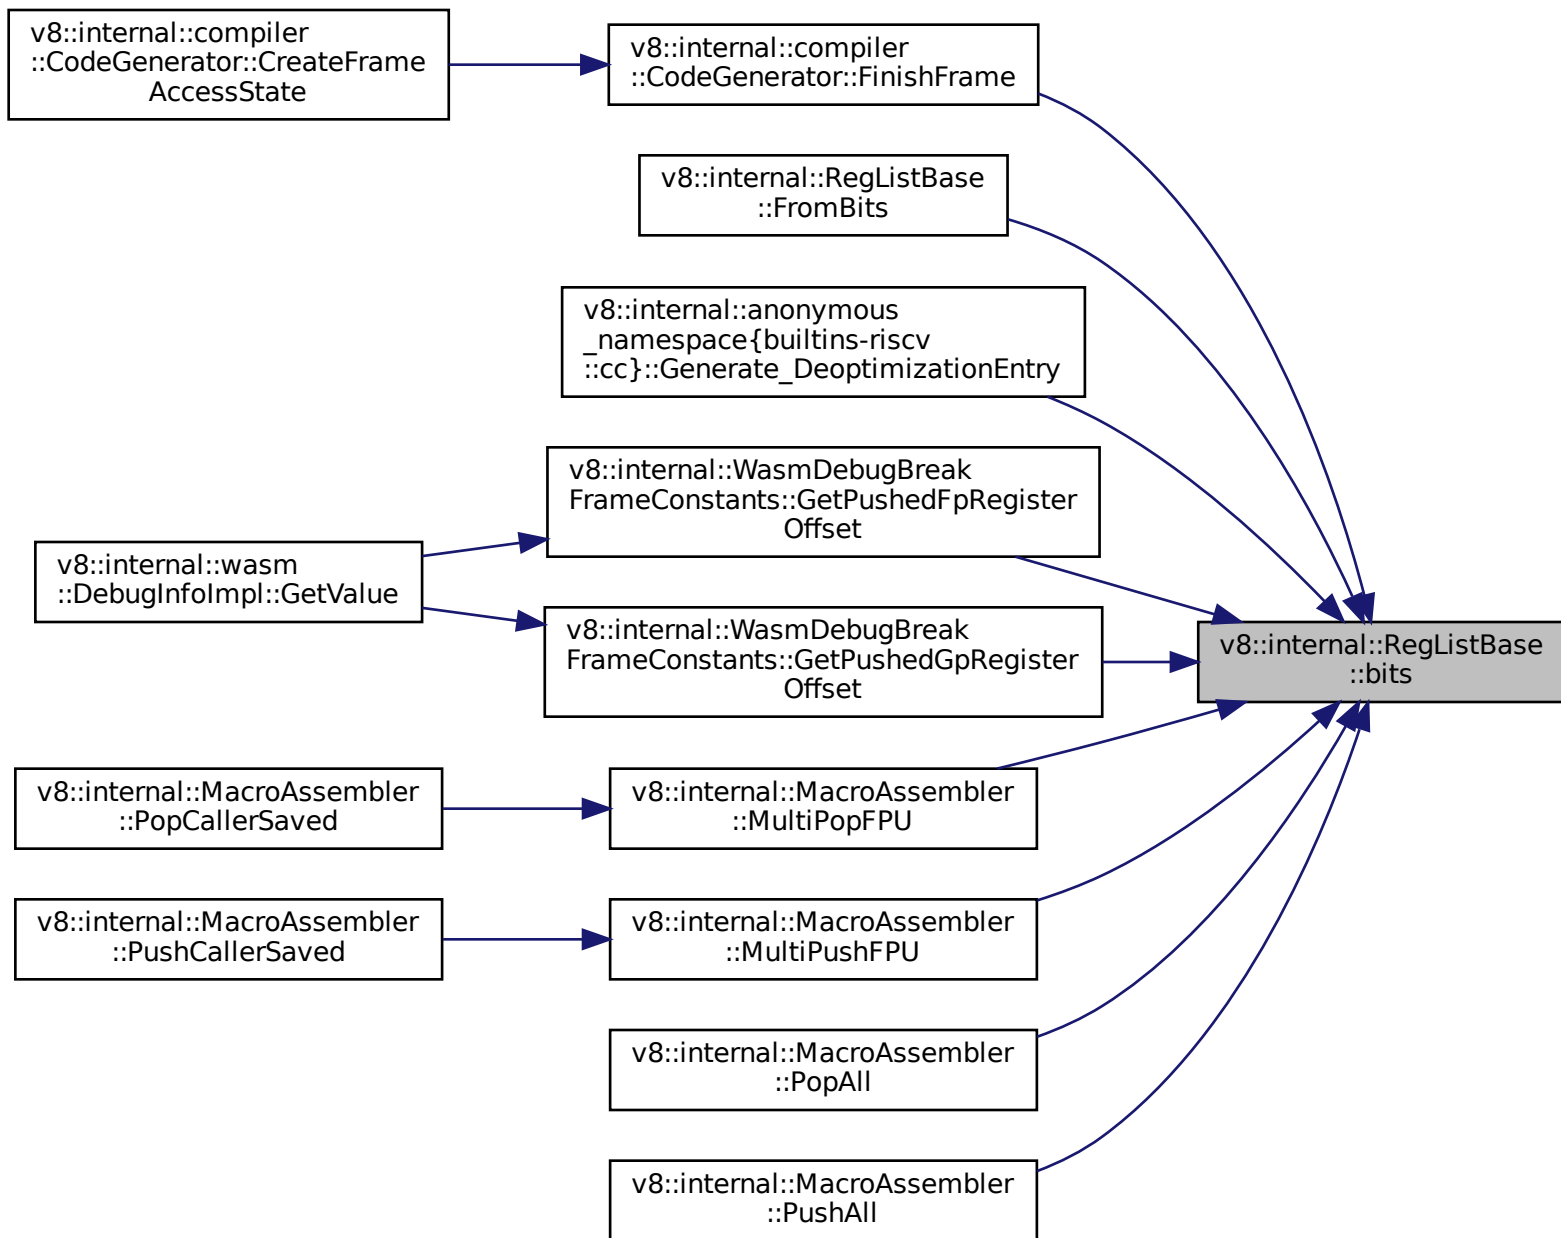 v8::internal::compiler
::CodeGenerator::CreateFrame
AccessState
v8::internal::compiler
::CodeGenerator::FinishFrame
v8::internal::RegListBase
::FromBits
v8::internal::anonymous
_namespace{builtins-riscv
::cc}::Generate_DeoptimizationEntry
v8::internal::WasmDebugBreak
FrameConstants::GetPushedFpRegister
Offset
v8::internal::wasm
::DebugInfoImpl::GetValue
v8::internal::WasmDebugBreak
FrameConstants::GetPushedGpRegister
Offset
v8::internal::RegListBase
::bits
v8::internal::MacroAssembler
::PopCallerSaved
v8::internal::MacroAssembler
::MultiPopFPU
v8::internal::MacroAssembler
::PushCallerSaved
v8::internal::MacroAssembler
::MultiPushFPU
v8::internal::MacroAssembler
::PopAll
v8::internal::MacroAssembler
::PushAll